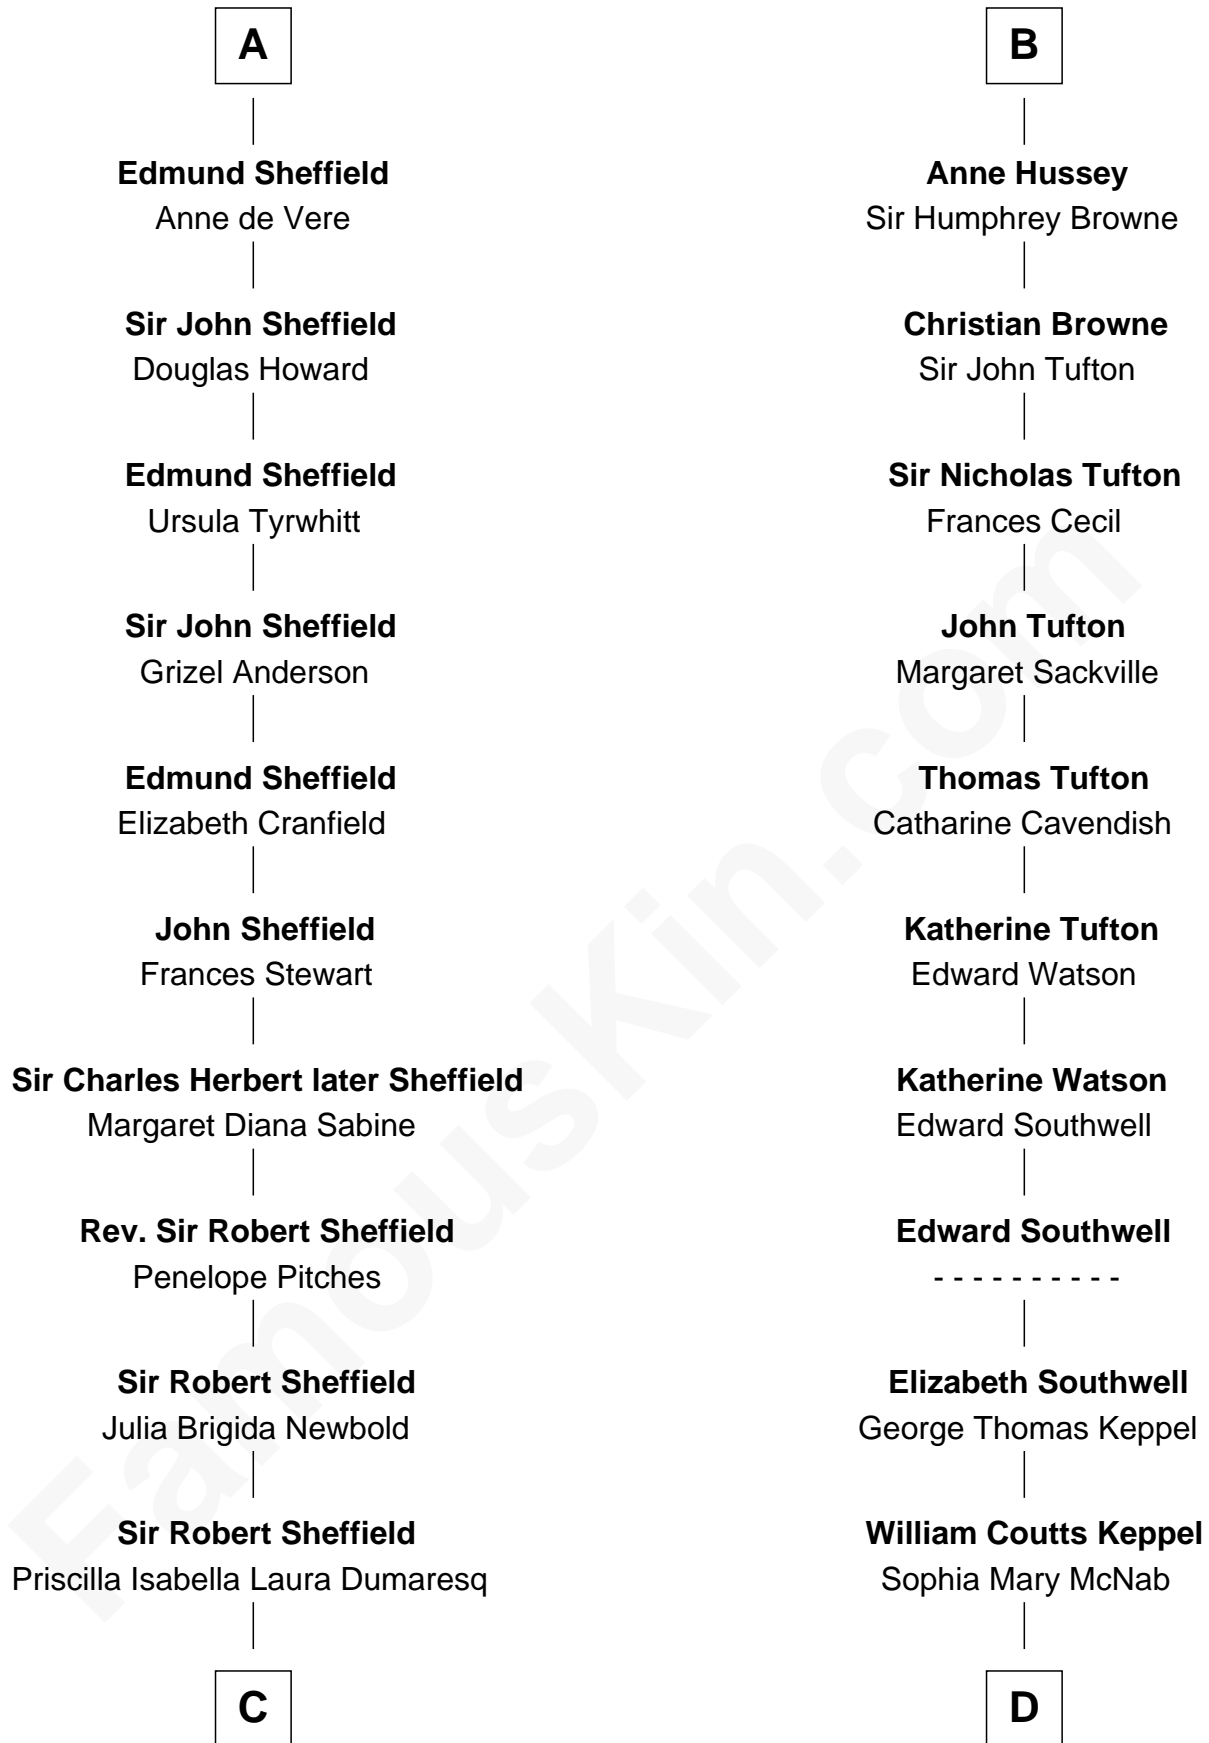 A
Edmund Sheffield
Anne de Vere
Sir John Sheffield
Douglas Howard
Edmund Sheffield
Ursula Tyrwhitt
Sir John Sheffield
Grizel Anderson
Edmund Sheffield
Elizabeth Cranfield
John Sheffield
Frances Stewart
Sir Charles Herbert later Sheffield
Margaret Diana Sabine
Rev. Sir Robert Sheffield
Penelope Pitches
Sir Robert Sheffield
Julia Brigida Newbold
Sir Robert Sheffield
Priscilla Isabella Laura Dumaresq
C
B
Anne Hussey
Sir Humphrey Browne
Christian Browne
Sir John Tufton
Sir Nicholas Tufton
Frances Cecil
John Tufton
Margaret Sackville
Thomas Tufton
Catharine Cavendish
Katherine Tufton
Edward Watson
Katherine Watson
Edward Southwell
Edward Southwell
- - - - - - - - - -
Elizabeth Southwell
George Thomas Keppel
William Coutts Keppel
Sophia Mary McNab
D
FamousKin.com